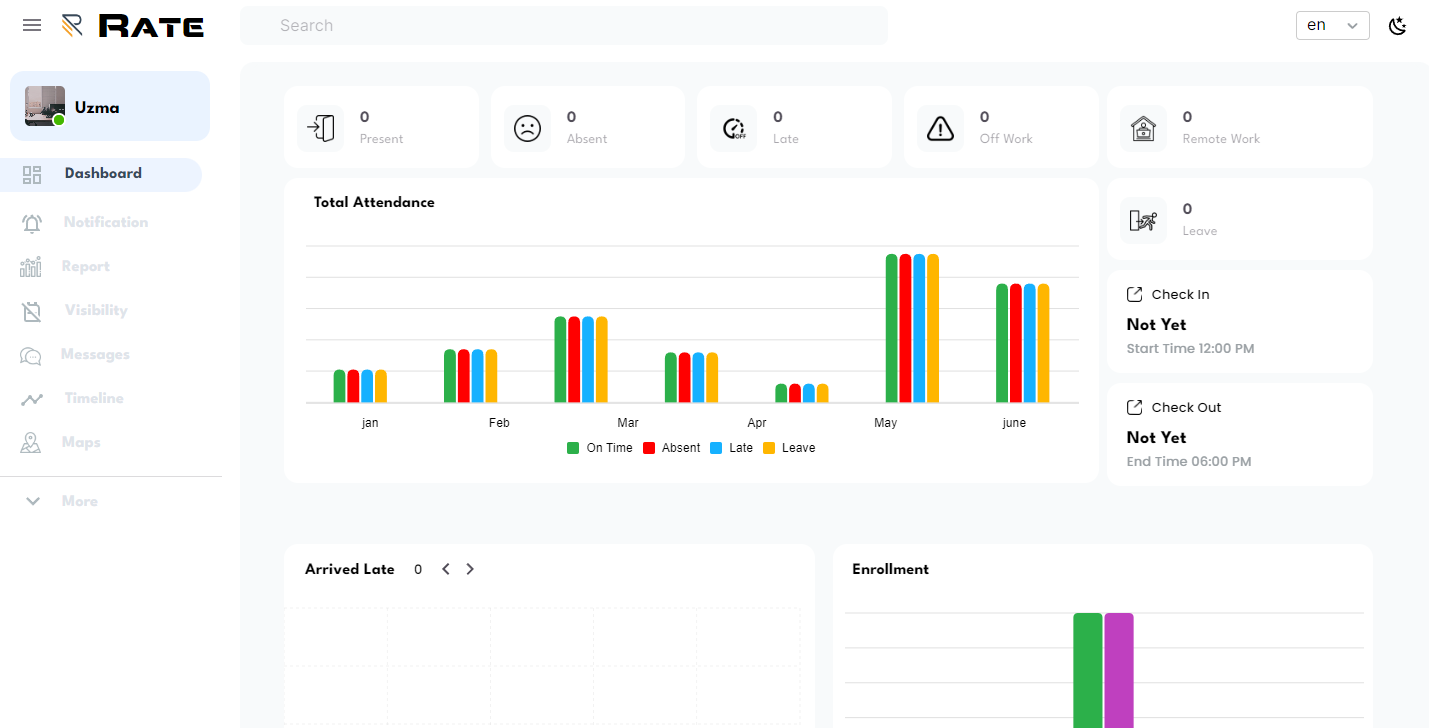 RATE
Search
en
Uzma
Dashboard
Notification
Report
Visibility
Messages
Timeline
Maps
More
0
Present
0
Absent
0
Late
0
Off Work
0
Remote Work
Total Attendance
jan Feb Mar Apr May june
On Time Absent Late Leave
0
Leave
Check In
Not Yet
Start Time 12:00 PM
Check Out
Not Yet
End Time 06:00 PM
Arrived Late 0
Enrollment